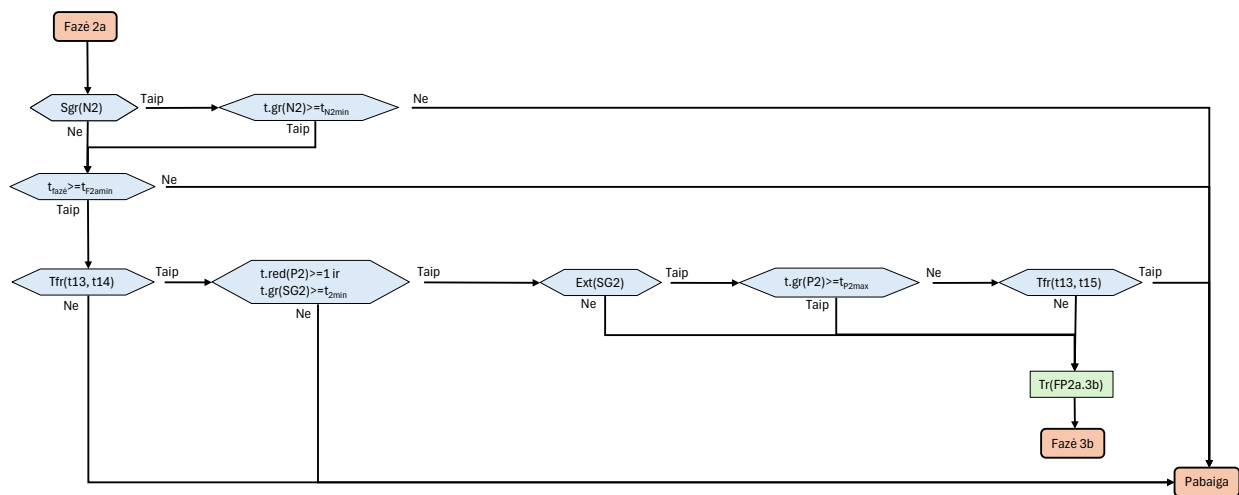 Fazė 2a
Sgr(N2)
Taip
t.gr(N2)>=tN2min
Ne
Ne
Taip
tfazė>=tF2amin
Ne
Taip
Tfr(t13, t14)
Taip
t.red(P2)>=1 ir
t.gr(SG2)>=t2min
Taip
Ext(SG2)
Taip
t.gr(P2)>=tP2max
Ne
Tfr(t13, t15)
Taip
Ne
Ne
Ne
Taip
Ne
Tr(FP2a.3b)
Fazė 3b
Pabaiga